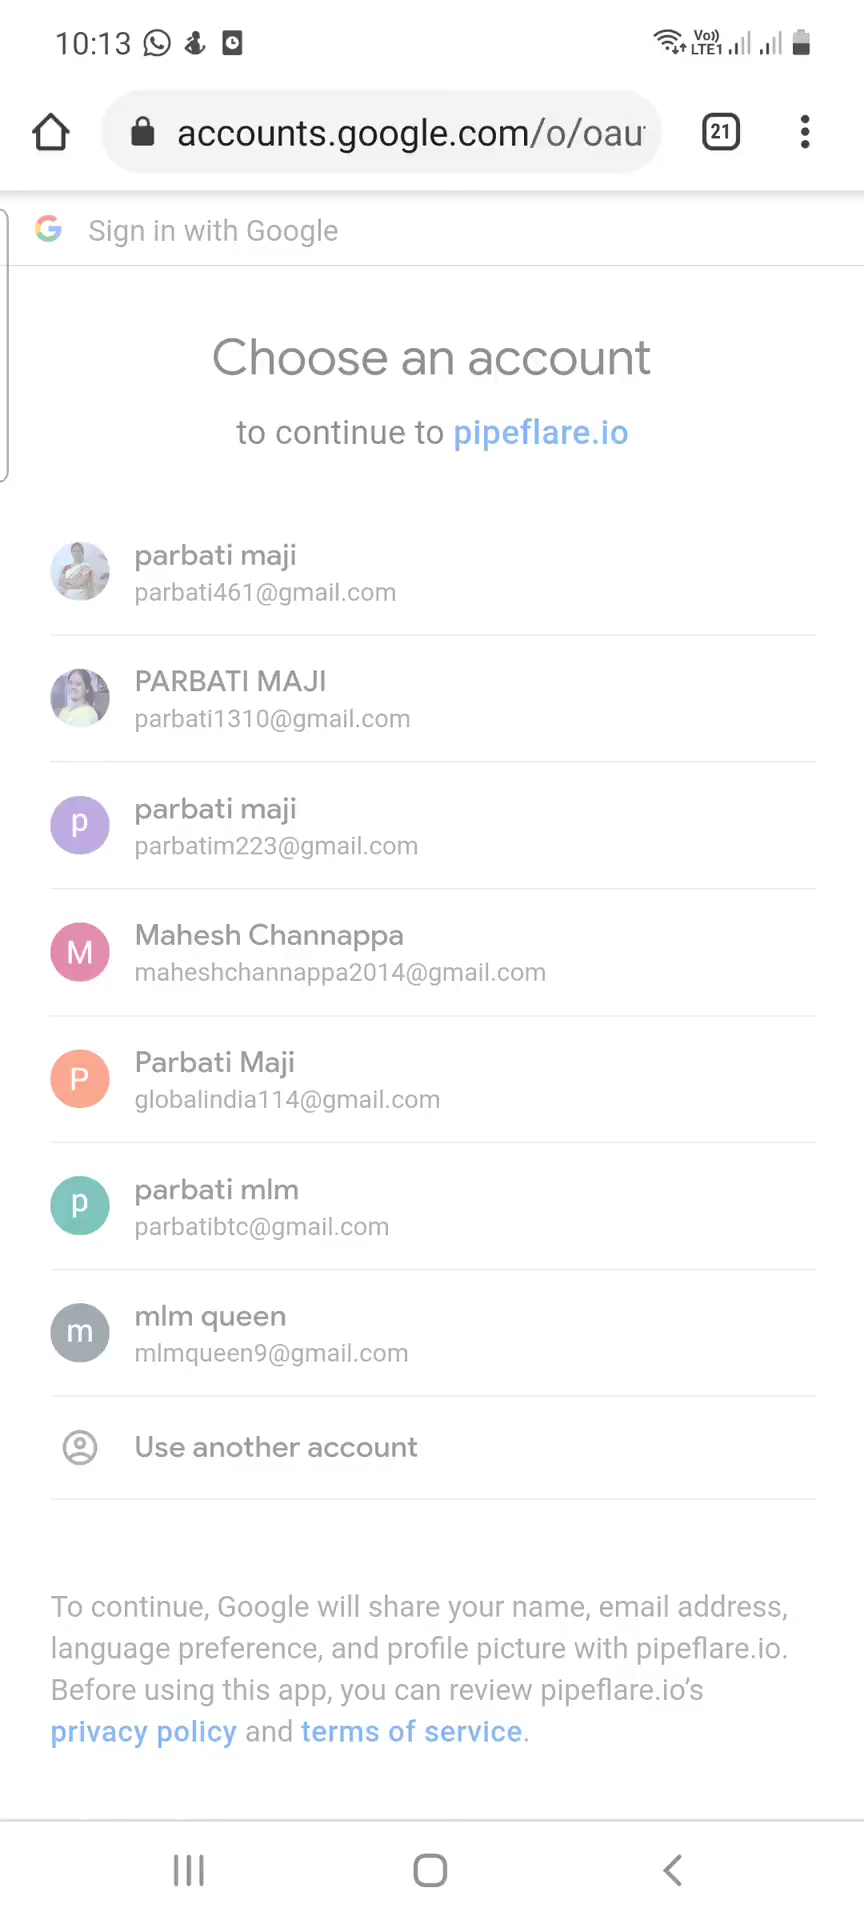 10:13
Vo))
LTE1
accounts.google.com/o/oau
21
Sign in with Google
Choose an account
to continue to pipeflare.io
parbati maji
parbati461@gmail.com
PARBATI MAJI
parbati1310@gmail.com
p
parbati maji
parbatim223@gmail.com
M
Mahesh Channappa
maheshchannappa2014@gmail.com
P
Parbati Maji
globalindia114@gmail.com
p
parbati mlm
parbatibtc@gmail.com
m
mlm queen
mlmqueen9@gmail.com
Use another account
To continue, Google will share your name, email address,
language preference, and profile picture with pipeflare.io.
Before using this app, you can review pipeflare.io’s
privacy policy and terms of service.